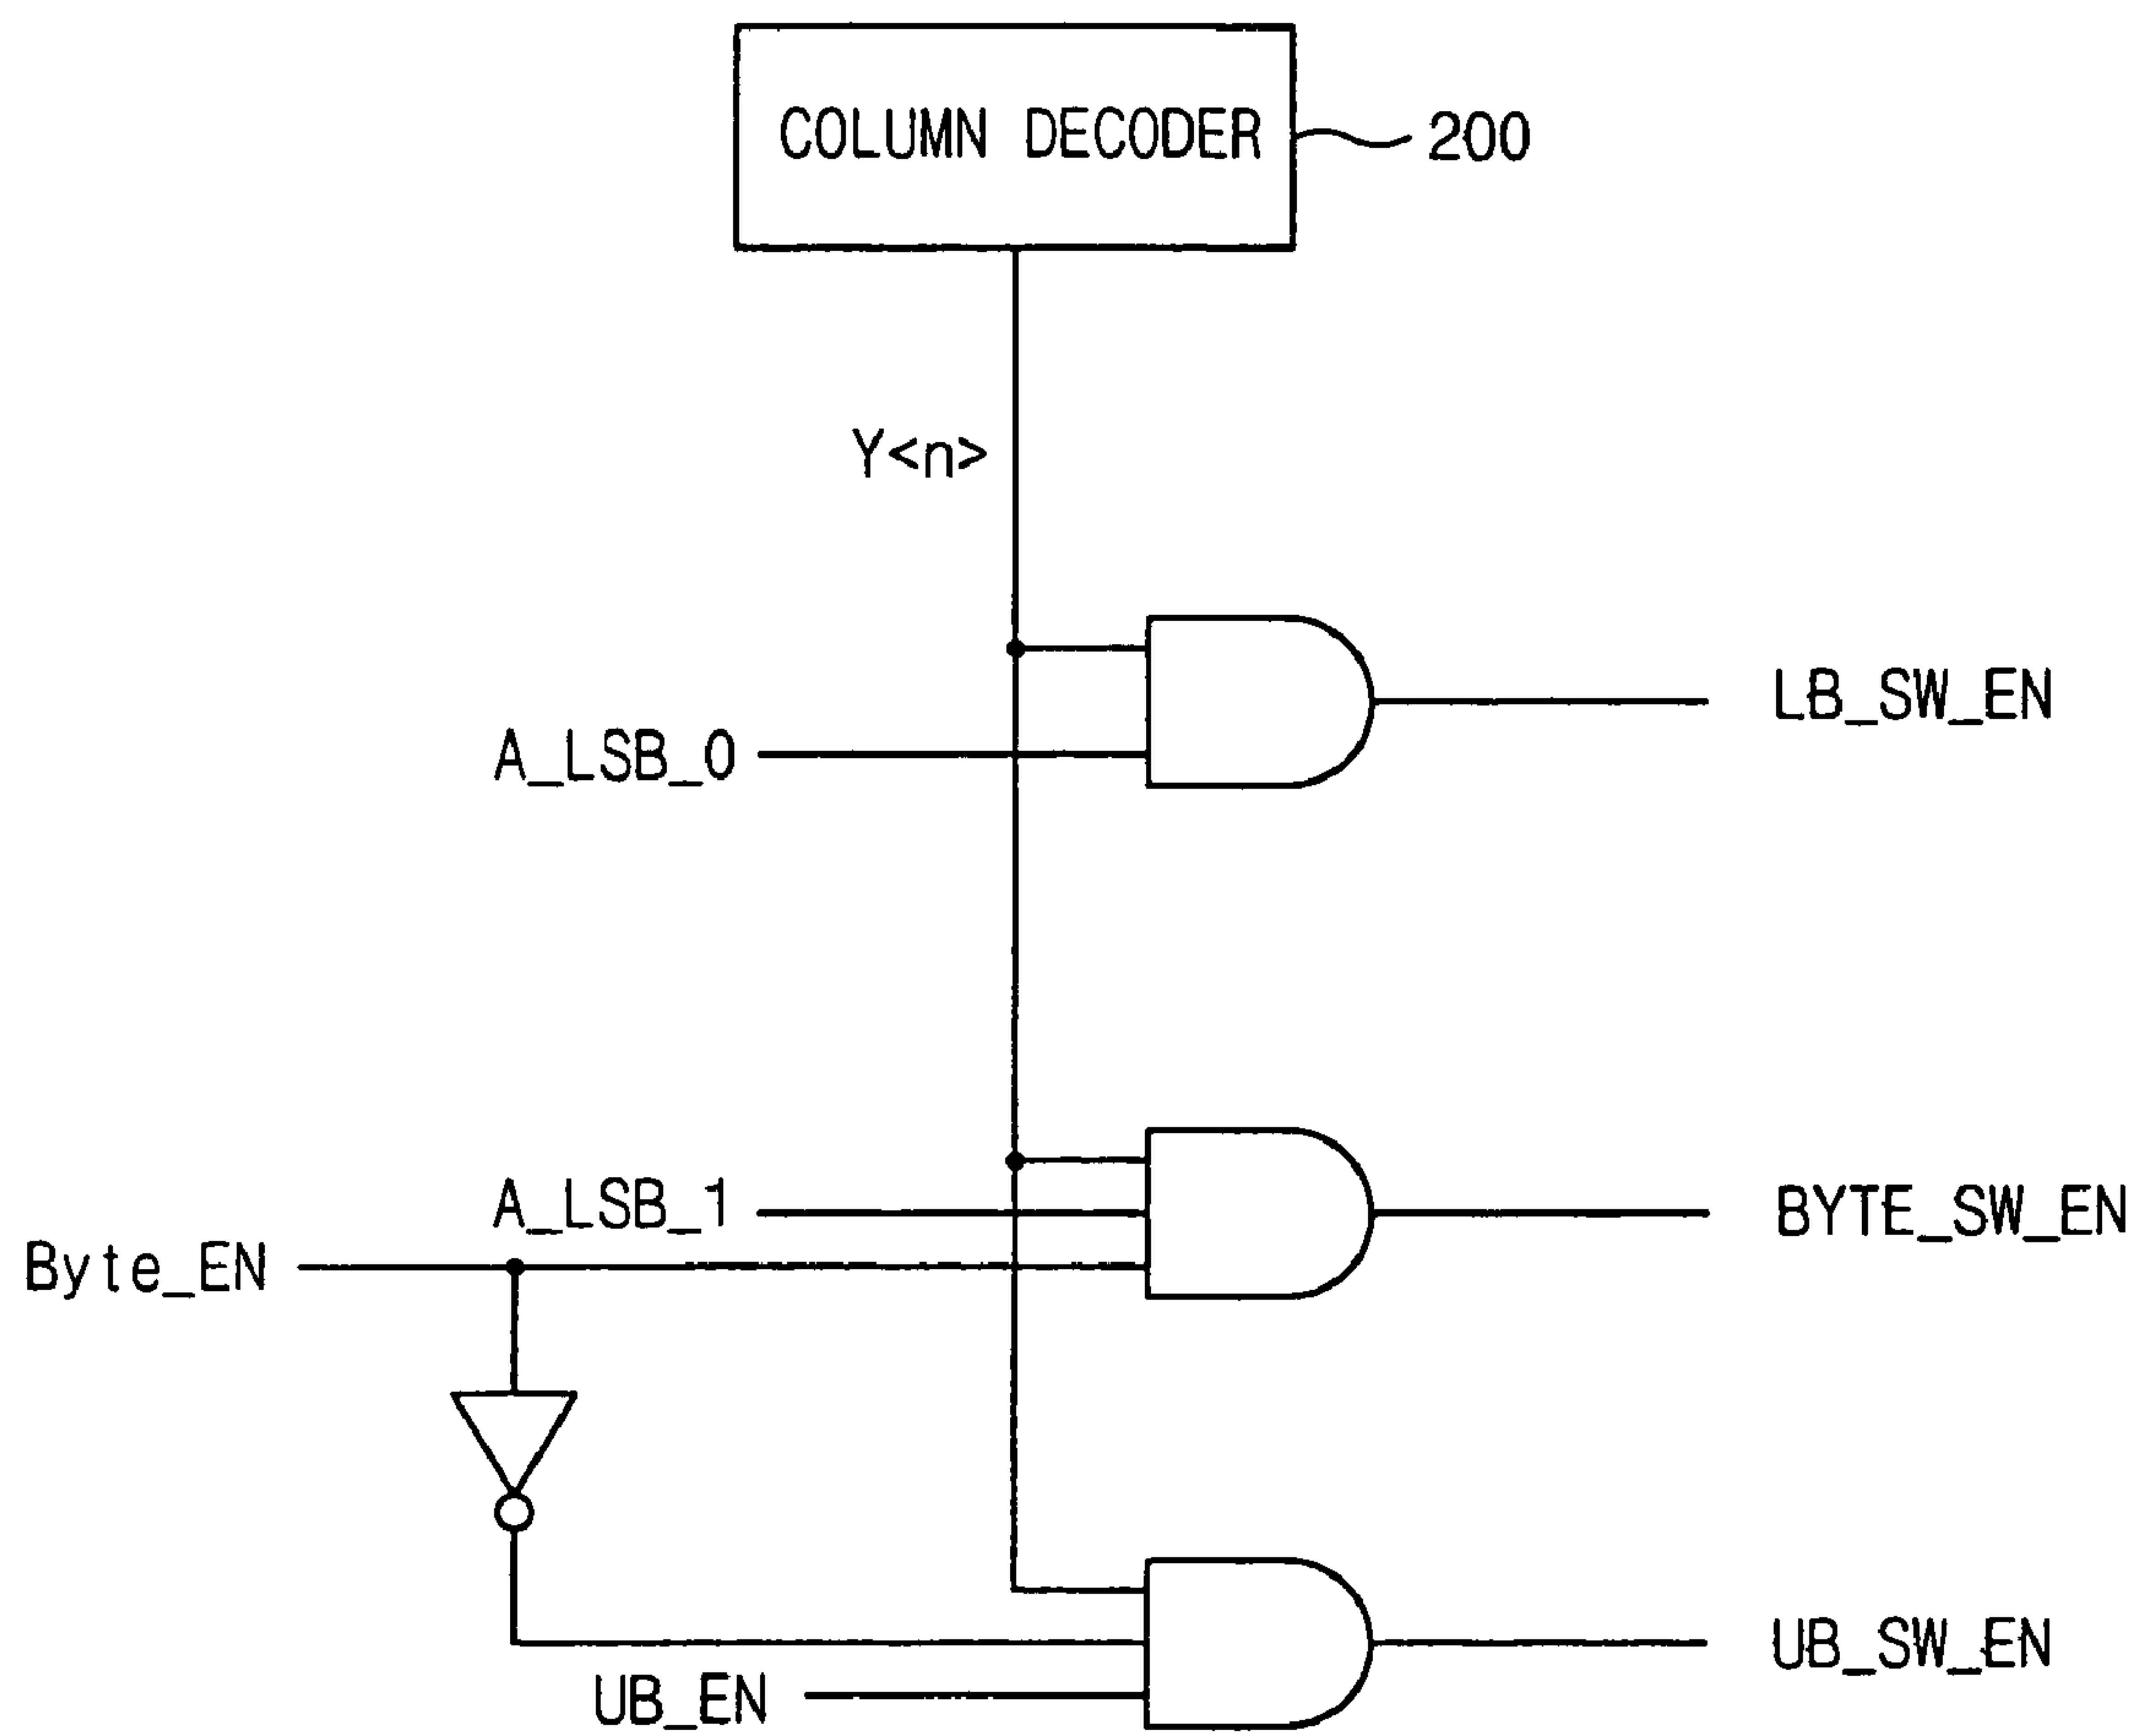 COLUMN DECODER
200
Y<n>
A_LSB_0
LB_SW_EN
A_LSB_1
Byte_EN
BYTE_SW_EN
UB_EN
UB_SW_EN